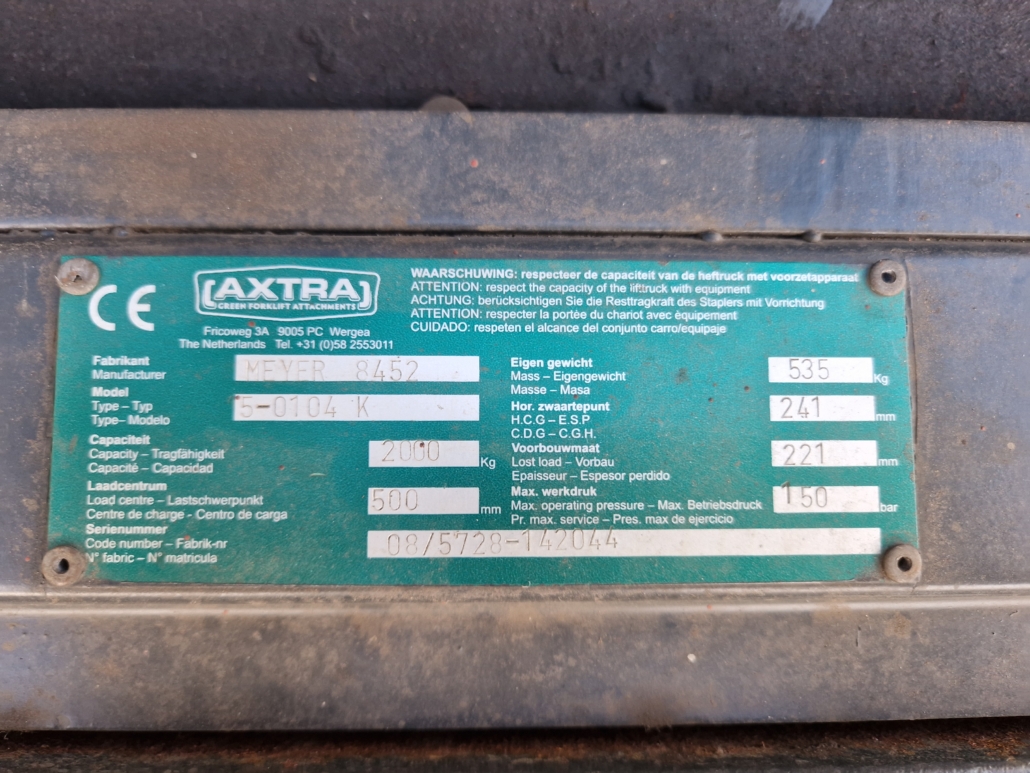 CE
AXTRA
GREEN FORKLIFT ATTACHMENTS
Fricoweg 3A 9005 PC Wergea
The Netherlands Tel. +31 (0)58 2553011
WAARSCHUWING: respecteer de capaciteit van de heftruck met voorzetapparaat
ATTENTION: respect the capacity of the lifttruck with equipment
ACHTUNG: berücksichtigen Sie die Resttragkraft des Staplers mit Vorrichtung
ATTENTION: respecter la portée du chariot avec èquipement
CUIDADO: respeten el alcance del conjunto carro/equipaje
Fabrikant
Manufacturer
MEYER 8452
Model
Type – Typ
Type – Modelo
5-0104 K
Capaciteit
Capacity – Tragfähigkeit
Capacité – Capacidad
2000 Kg
Laadcentrum
Load centre – Lastschwerpunkt
Centre de charge - Centro de carga
500 mm
Serienummer
Code number – Fabrik-nr
N° fabric – N° matricula
08/5728-142044
Eigen gewicht
Mass – Eigengewicht
Masse – Masa
535 Kg
Hor. zwaartepunt
H.C.G – E.S.P
C.D.G – C.G.H.
241 mm
Voorbouwmaat
Lost load – Vorbau
Epaisseur – Espesor perdido
221 mm
Max. werkdruk
Max. operating pressure – Max. Betriebsdruck
Pr. max. service – Pres. max de ejercicio
150 bar